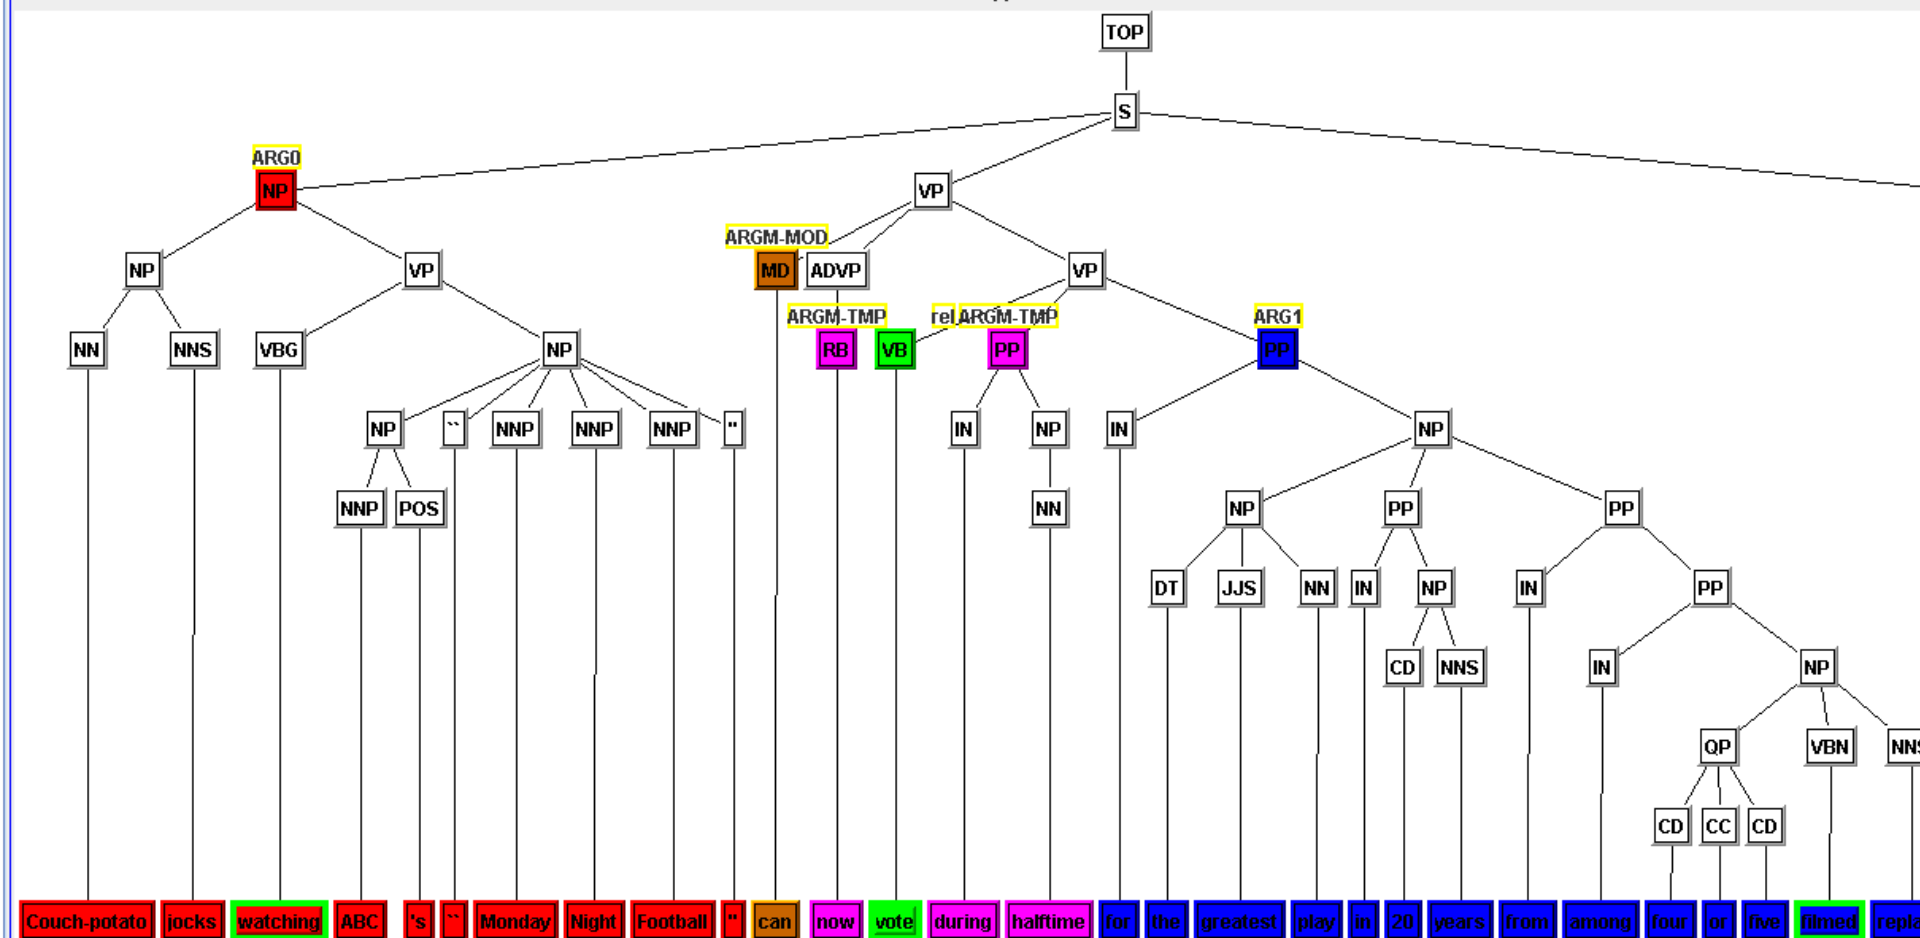 TOP
S
ARG0
NP VP
ARGM-MOD
NP VP MD ADVP VP
ARGM-TMP rel ARGM-TMP ARG1
NN NNS VBG NP RB VB PP PP
NP `` NNP NNP NNP " IN NP IN NP
NNP POS NN NP PP PP
DT JJS NN IN NP IN PP
CD NNS IN NP
QP VBN
CD CC CD
Couch-potato jocks watching ABC 's `` Monday Night Football " can now vote during halftime for the greatest play in 20 years from among four or five filmed